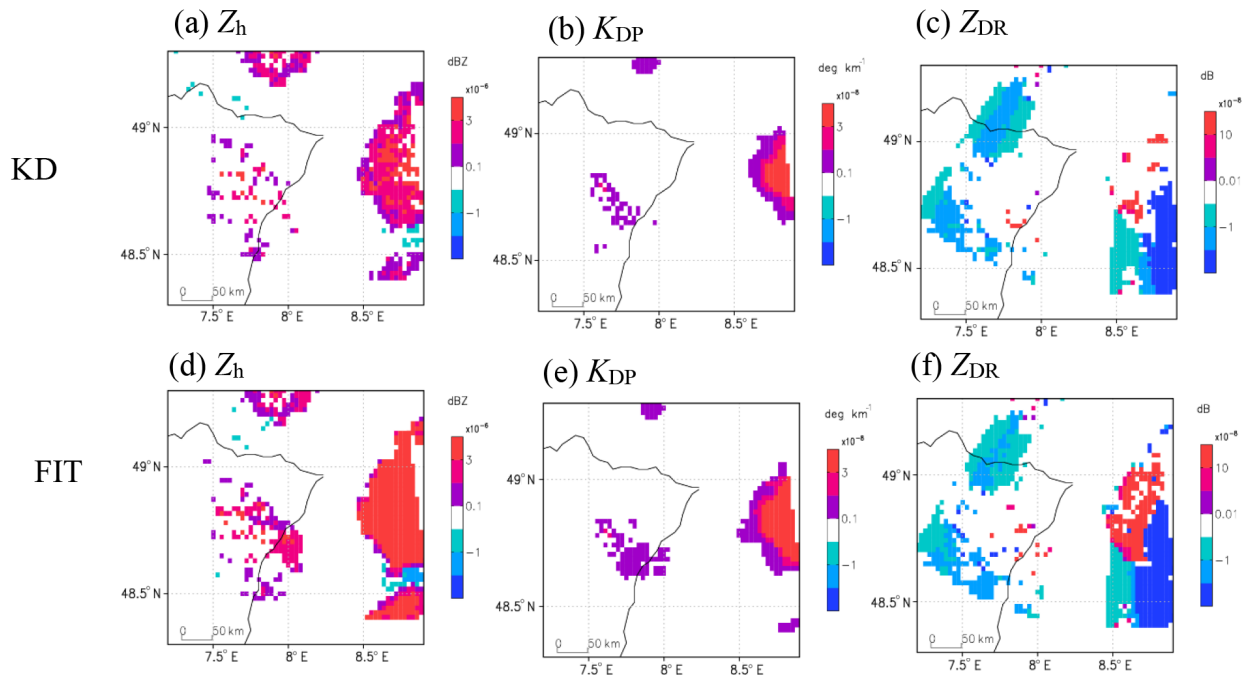 (a) Zh
(b) KDP
(c) ZDR
KD
dBZ
x10⁻⁶
3
0.1
−1
49° N
48.5° N
0 50 km
7.5° E 8° E 8.5° E
deg km⁻¹
x10⁻⁸
3
0.1
−1
49° N
48.5° N
0 50 km
7.5° E 8° E 8.5° E
dB
x10⁻⁸
10
0.01
−1
49° N
48.5° N
0 50 km
7.5° E 8° E 8.5° E
(d) Zh
(e) KDP
(f) ZDR
FIT
dBZ
x10⁻⁶
3
0.1
−1
49° N
48.5° N
0 50 km
7.5° E 8° E 8.5° E
deg km⁻¹
x10⁻⁸
3
0.1
−1
49° N
48.5° N
0 50 km
7.5° E 8° E 8.5° E
dB
x10⁻⁸
10
0.01
−1
49° N
48.5° N
0 50 km
7.5° E 8° E 8.5° E